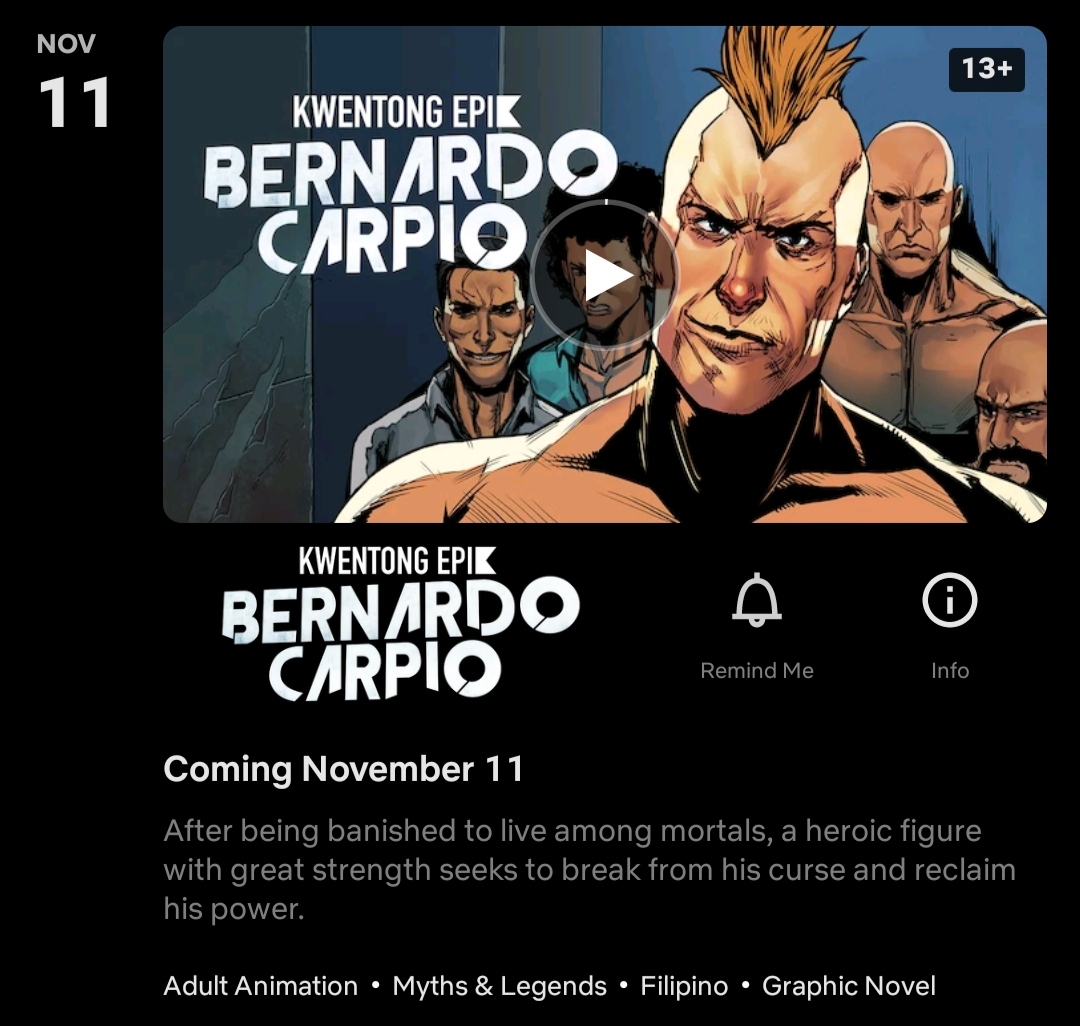 NOV
11
13+
KWENTONG EPIK
BERNARDO
CARPIO
KWENTONG EPIK
BERNARDO
CARPIO
Remind Me
Info
Coming November 11
After being banished to live among mortals, a heroic figure
with great strength seeks to break from his curse and reclaim
his power.
Adult Animation • Myths & Legends • Filipino • Graphic Novel